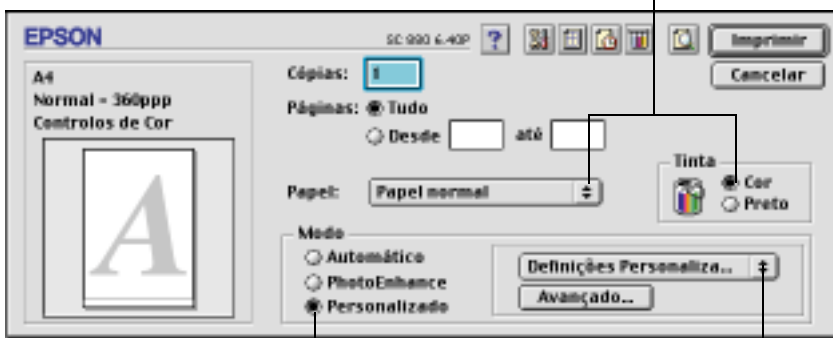 EPSON
SC 980 6.40P
?
Imprimir
A4
Normal - 360ppp
Controlos de Cor
A
Cópias: 1
Cancelar
Páginas: Tudo
Desde até
Papel: Papel normal
Tinta
Cor
Preto
Modo
Automático
PhotoEnhance
Personalizado
Definições Personaliza...
Avançado...